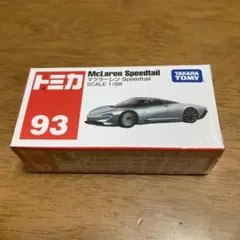 トミカ
93
McLaren Speedtail
マクラーレン Speedtail
SCALE 1/68
TAKARA
TOMY